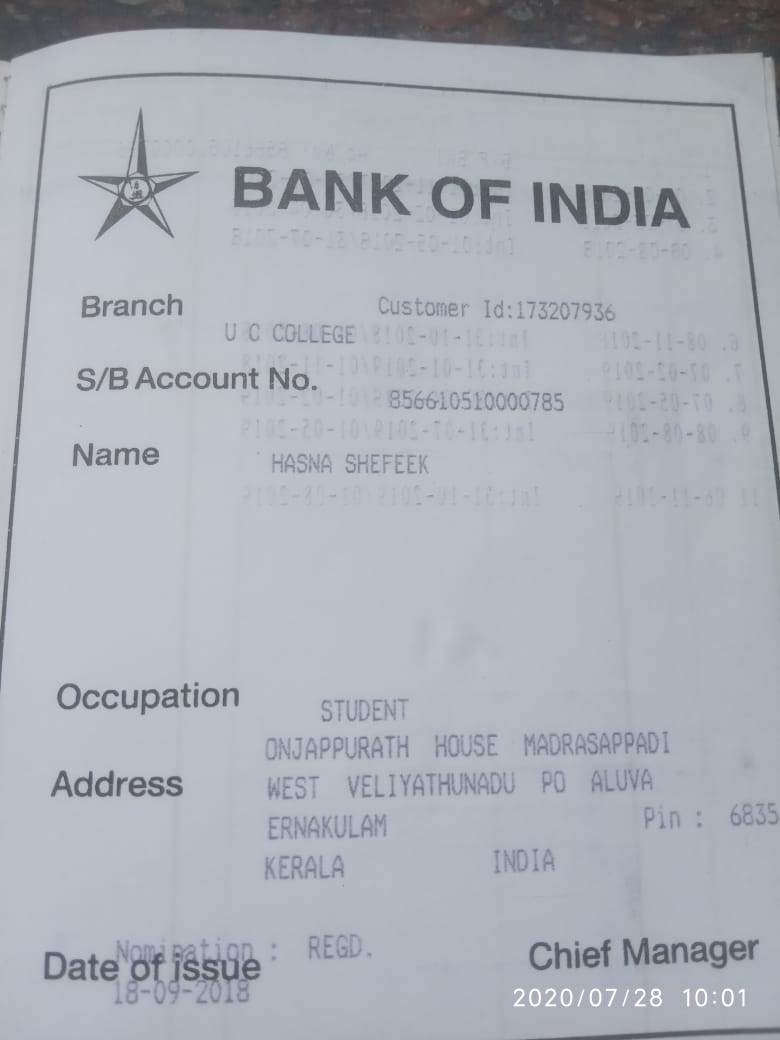 BANK OF INDIA
Branch
Customer Id:173207936
U C COLLEGE
S/B Account No.
856610510000785
Name
HASNA SHEFEEK
Occupation
STUDENT
ONJAPPURATH HOUSE MADRASAPPADI
Address
WEST VELIYATHUNADU PO ALUVA
ERNAKULAM Pin : 6835
KERALA INDIA
Nomination : REGD.
Date of issue Chief Manager
18-09-2018
2020/07/28 10:01